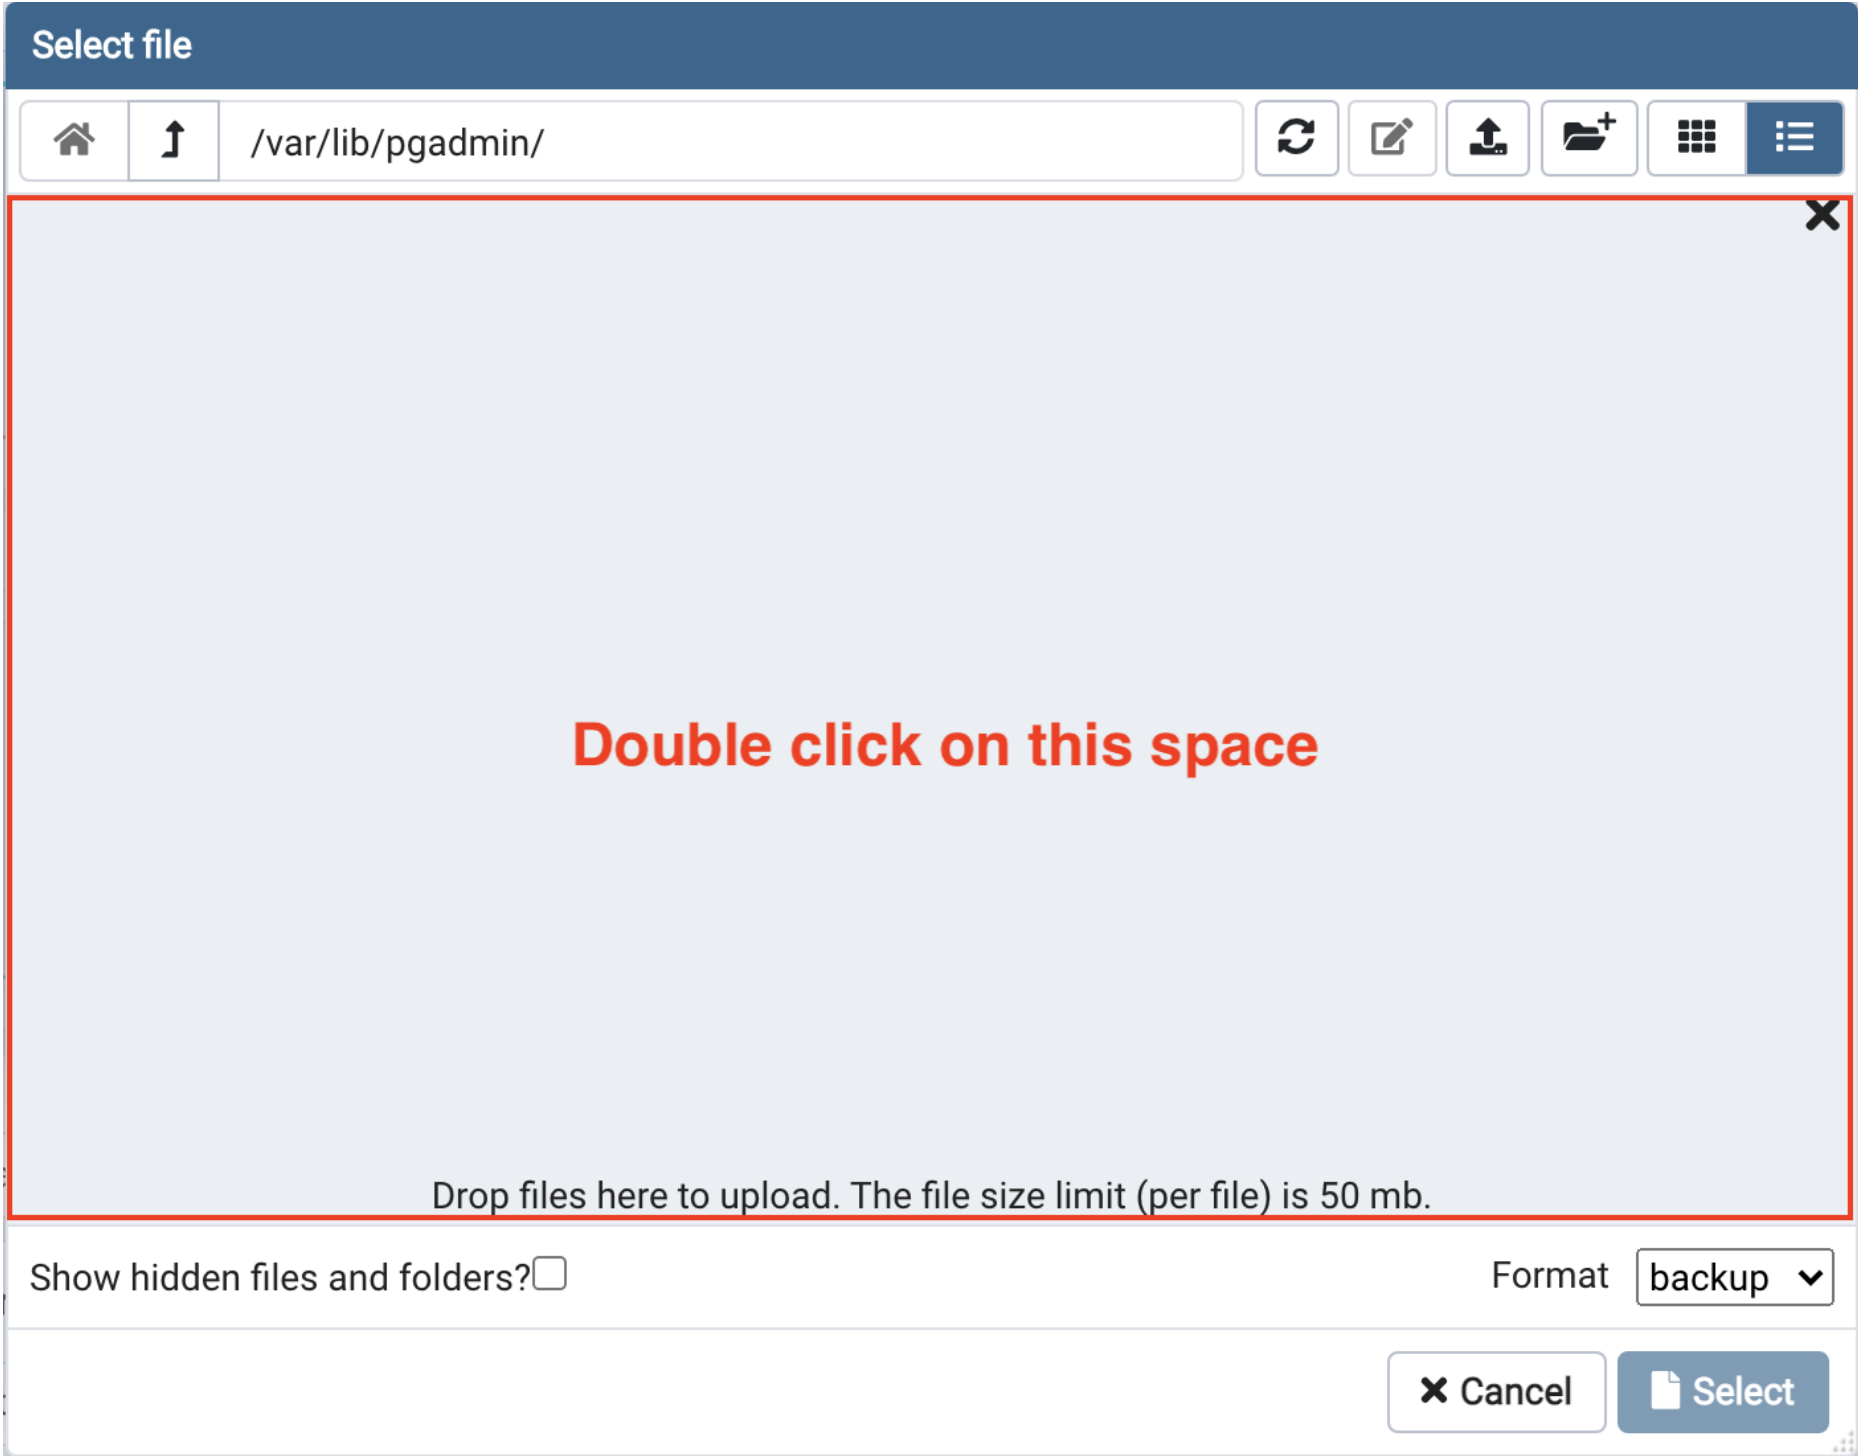 Select file
/var/lib/pgadmin/
Double click on this space
Drop files here to upload. The file size limit (per file) is 50 mb.
Show hidden files and folders?
Format backup
Cancel Select